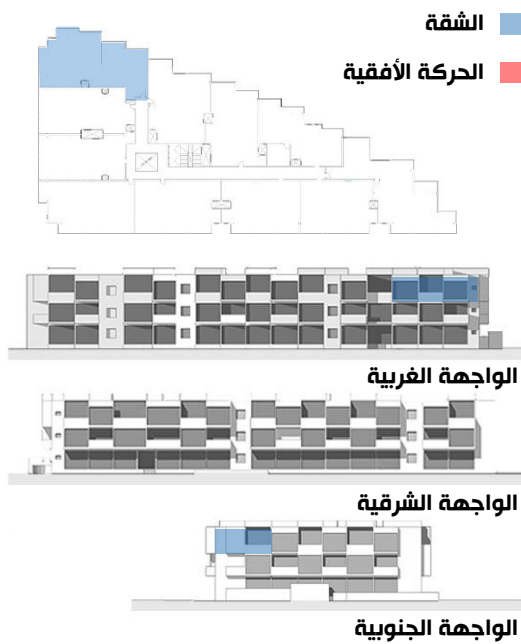 الشقة
الحركة الأفقية
الواجهة الغربية
الواجهة الشرقية
الواجهة الجنوبية